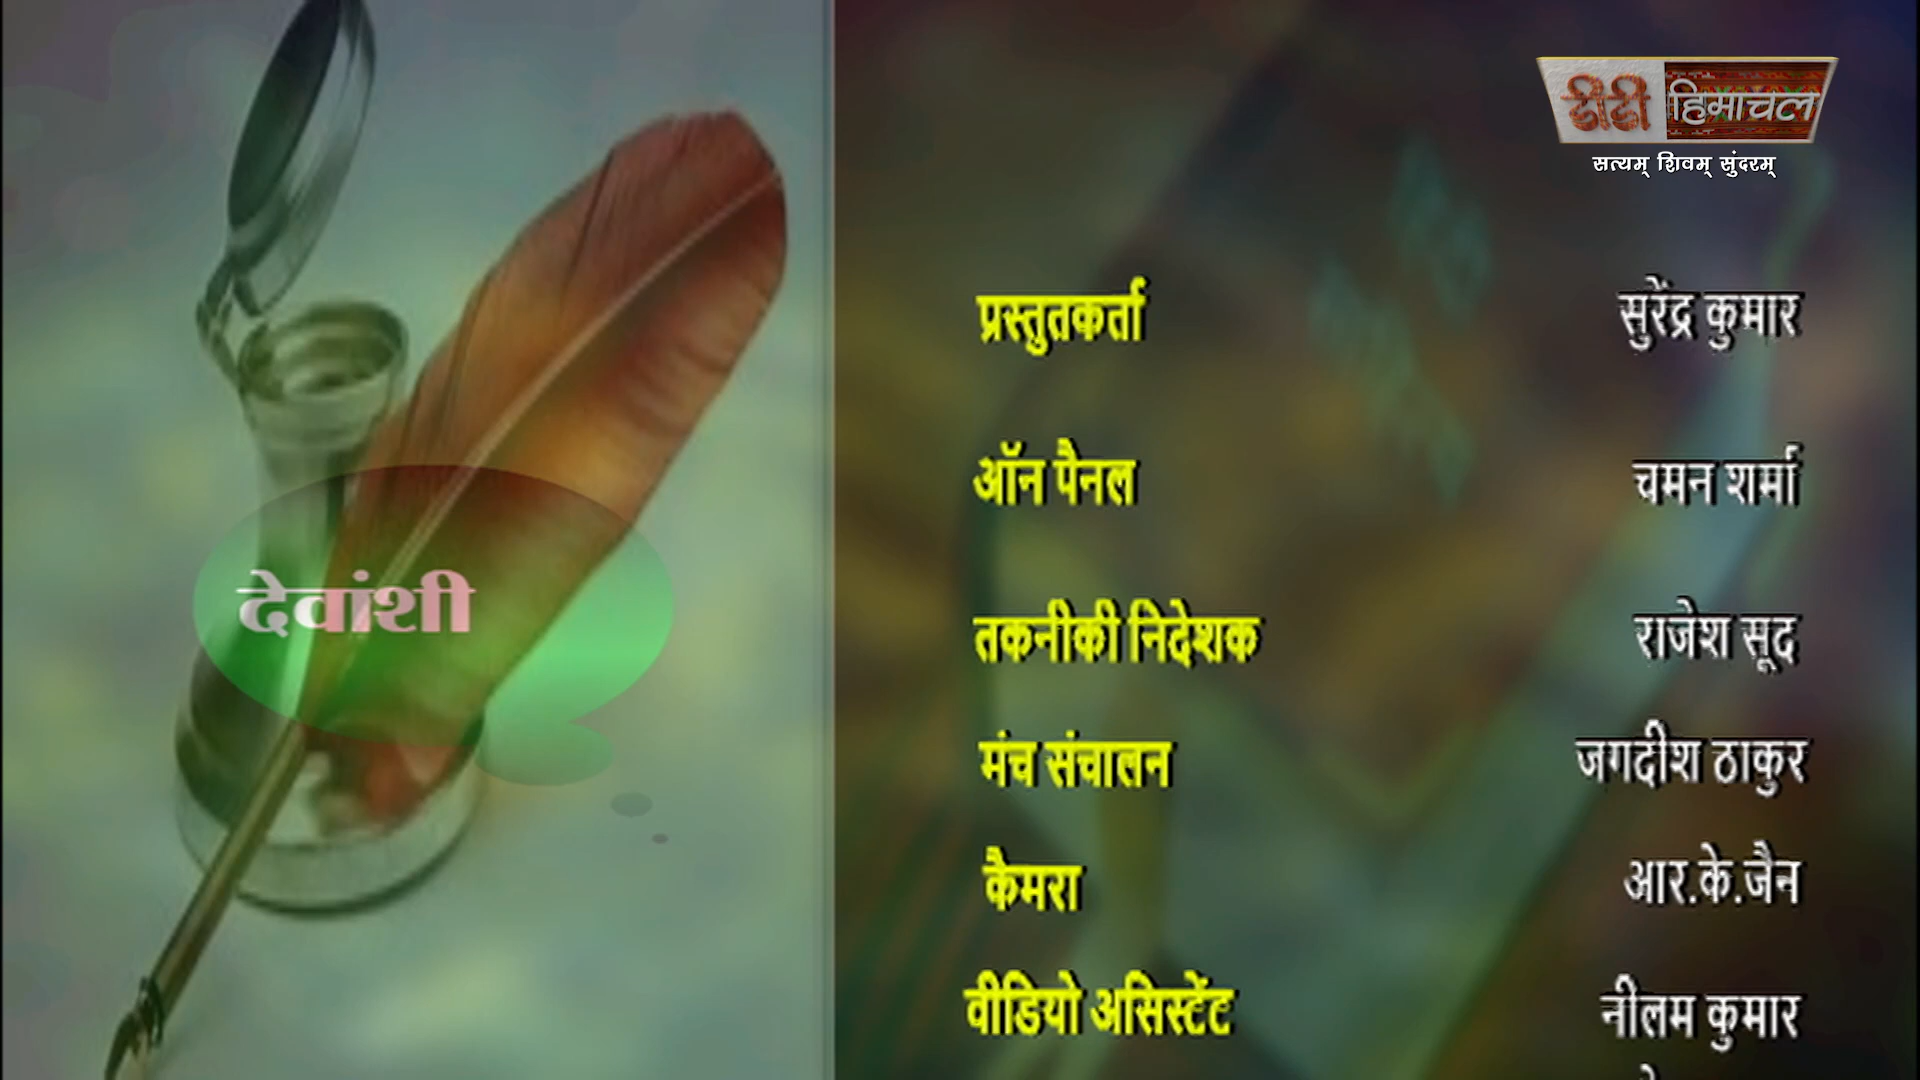 डीडी हिमाचल
सत्यम् शिवम् सुंदरम्
देवांशी
प्रस्तुतकर्ता सुरेंद्र कुमार
ऑन पैनल चमन शर्मा
तकनीकी निदेशक राजेश सूद
मंच संचालन जगदीश ठाकुर
कैमरा आर.के.जैन
वीडियो असिस्टेंट नीलम कुमार